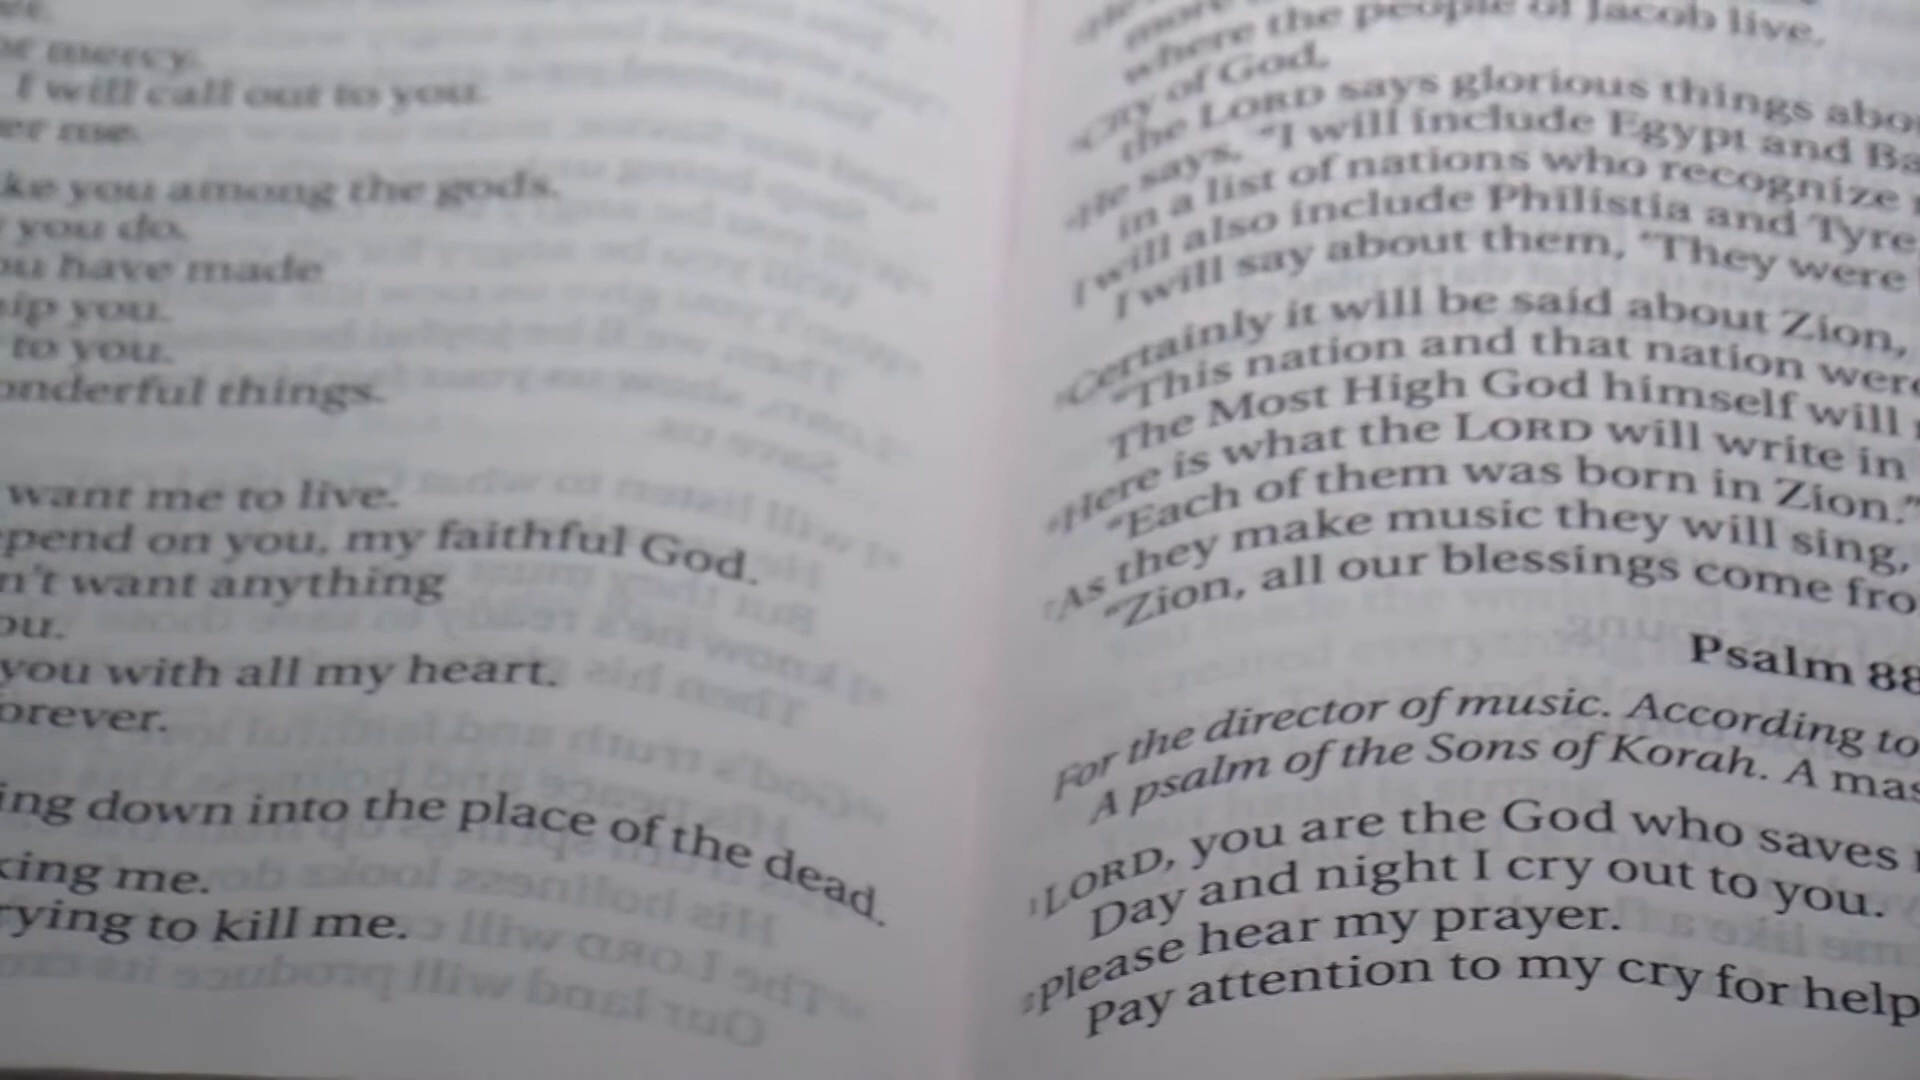 mercy.
I will call out to you.
er me.
ke you among the gods.
you do.
ou have made
ip you.
to you.
onderful things.
want me to live.
pend on you, my faithful God.
n't want anything
ou.
you with all my heart.
orever.
ing down into the place of the dead.
king me.
rying to kill me.
more
where the people of Jacob live.
City of God,
the LORD says glorious things abo
He says, "I will include Egypt and Ba
in a list of nations who recognize
I will also include Philistia and Tyre
I will say about them, 'They were
Certainly it will be said about Zion,
"This nation and that nation were
The Most High God himself will
Here is what the LORD will write in
"Each of them was born in Zion."
7As they make music they will sing,
"Zion, all our blessings come fro
Psalm 88
For the director of music. According to
A psalm of the Sons of Korah. A mas
1LORD, you are the God who saves
Day and night I cry out to you.
2Please hear my prayer.
Pay attention to my cry for help